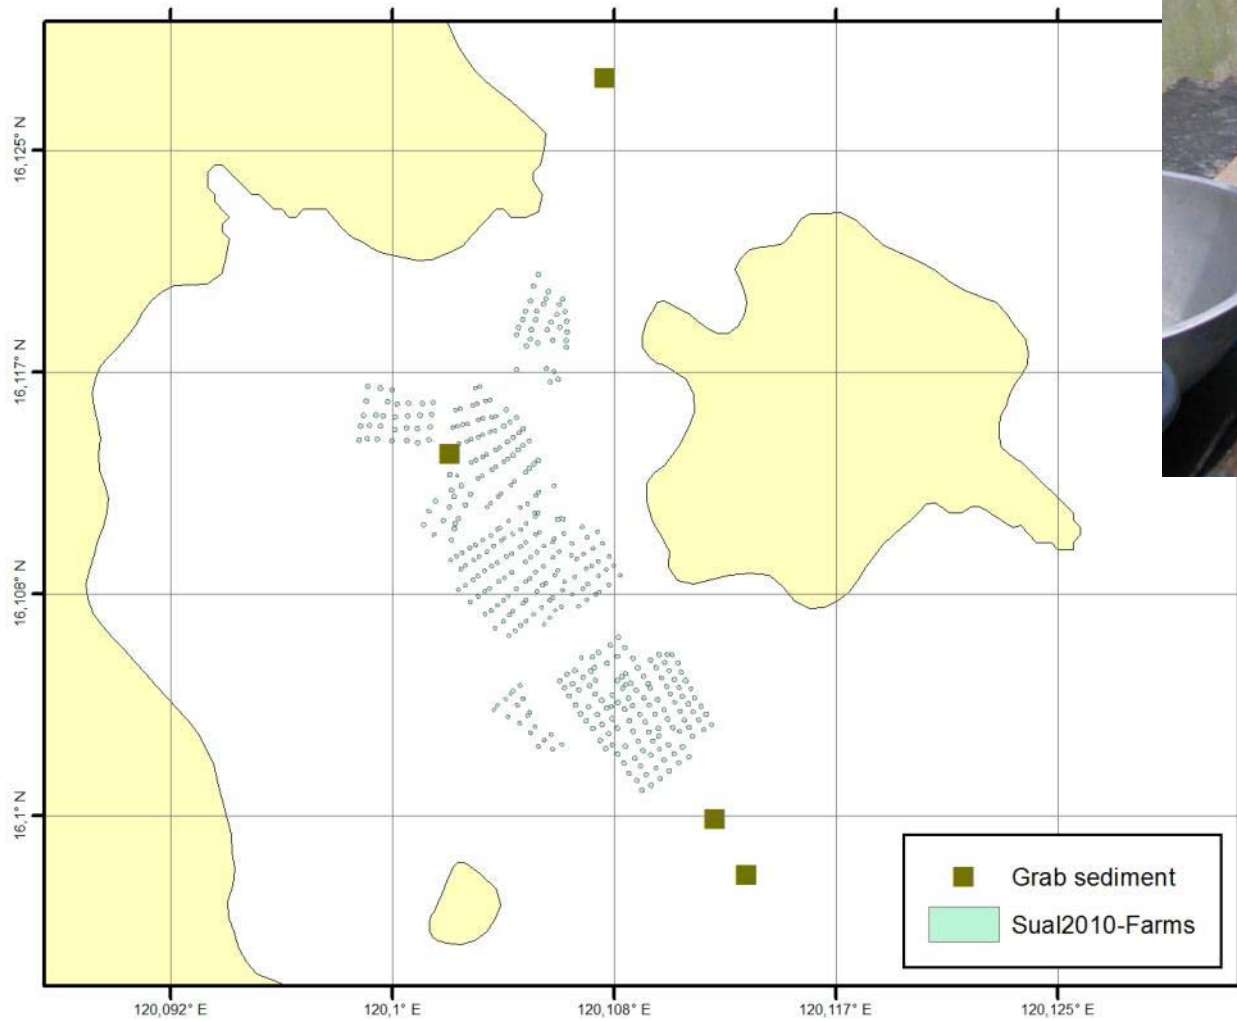 16,125° N
16,117° N
16,108° N
16,1° N
Grab sediment
Sual2010-Farms
120,092° E
120,1° E
120,108° E
120,117° E
120,125° E